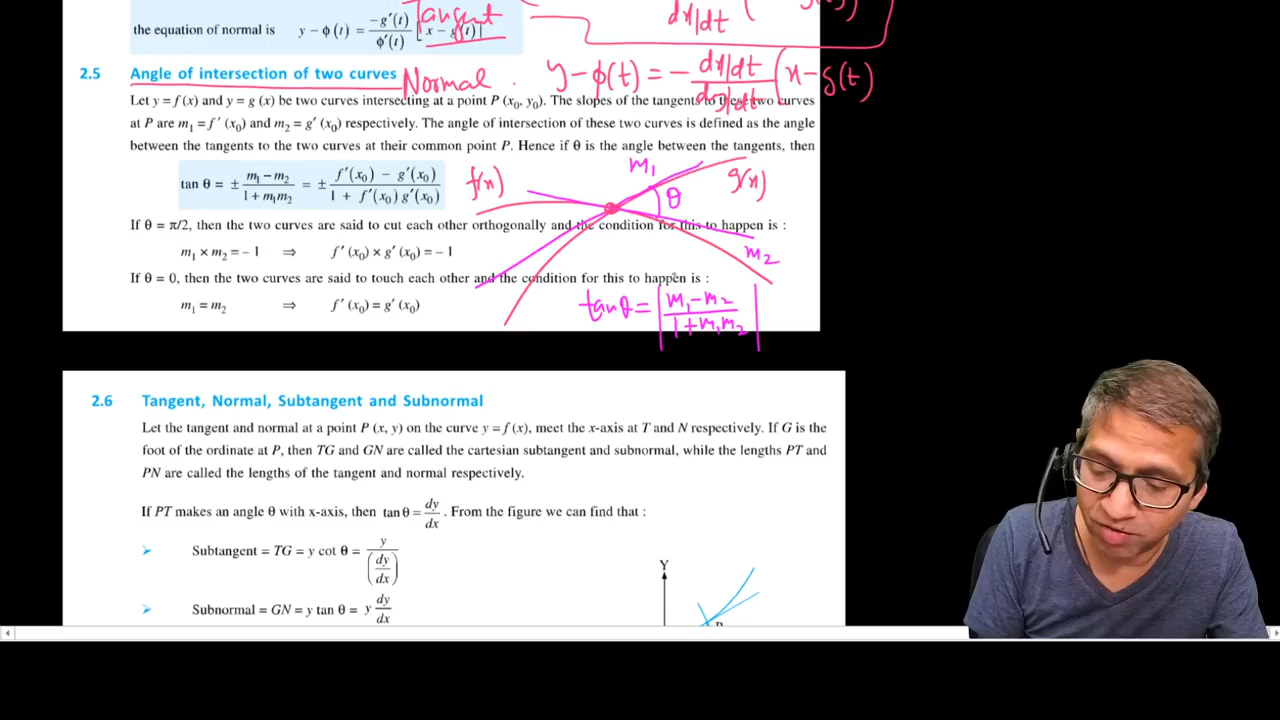 Tangent
dx/dt
the equation of normal is y – ϕ (t) = –g′(t) / ϕ′(t) [x – g(t)]
2.5 Angle of intersection of two curves
Normal . y–ϕ(t) = – dx/dt / dy/dt (x – g(t)
Let y = f (x) and y = g (x) be two curves intersecting at a point P (x₀, y₀). The slopes of the tangents to these two curves
at P are m₁ = f ′ (x₀) and m₂ = g′ (x₀) respectively. The angle of intersection of these two curves is defined as the angle
between the tangents to the two curves at their common point P. Hence if θ is the angle between the tangents, then
tan θ = ± m₁ – m₂ / 1 + m₁m₂ = ± f′(x₀) – g′(x₀) / 1 + f′(x₀) g′(x₀)
f(x)
m₁
θ
g(x)
If θ = π/2, then the two curves are said to cut each other orthogonally and the condition for this to happen is :
m₁ × m₂ = – 1 ⇒ f ′ (x₀) × g′ (x₀) = – 1
m₂
If θ = 0, then the two curves are said to touch each other and the condition for this to happen is :
m₁ = m₂ ⇒ f ′ (x₀) = g′ (x₀)
tanθ = | m₁–m₂ / 1+m₁m₂ |
2.6 Tangent, Normal, Subtangent and Subnormal
Let the tangent and normal at a point P (x, y) on the curve y = f (x), meet the x-axis at T and N respectively. If G is the
foot of the ordinate at P, then TG and GN are called the cartesian subtangent and subnormal, while the lengths PT and
PN are called the lengths of the tangent and normal respectively.
If PT makes an angle θ with x-axis, then tan θ = dy/dx . From the figure we can find that :
➢ Subtangent = TG = y cot θ = y / (dy/dx)
Y
➢ Subnormal = GN = y tan θ = y dy/dx